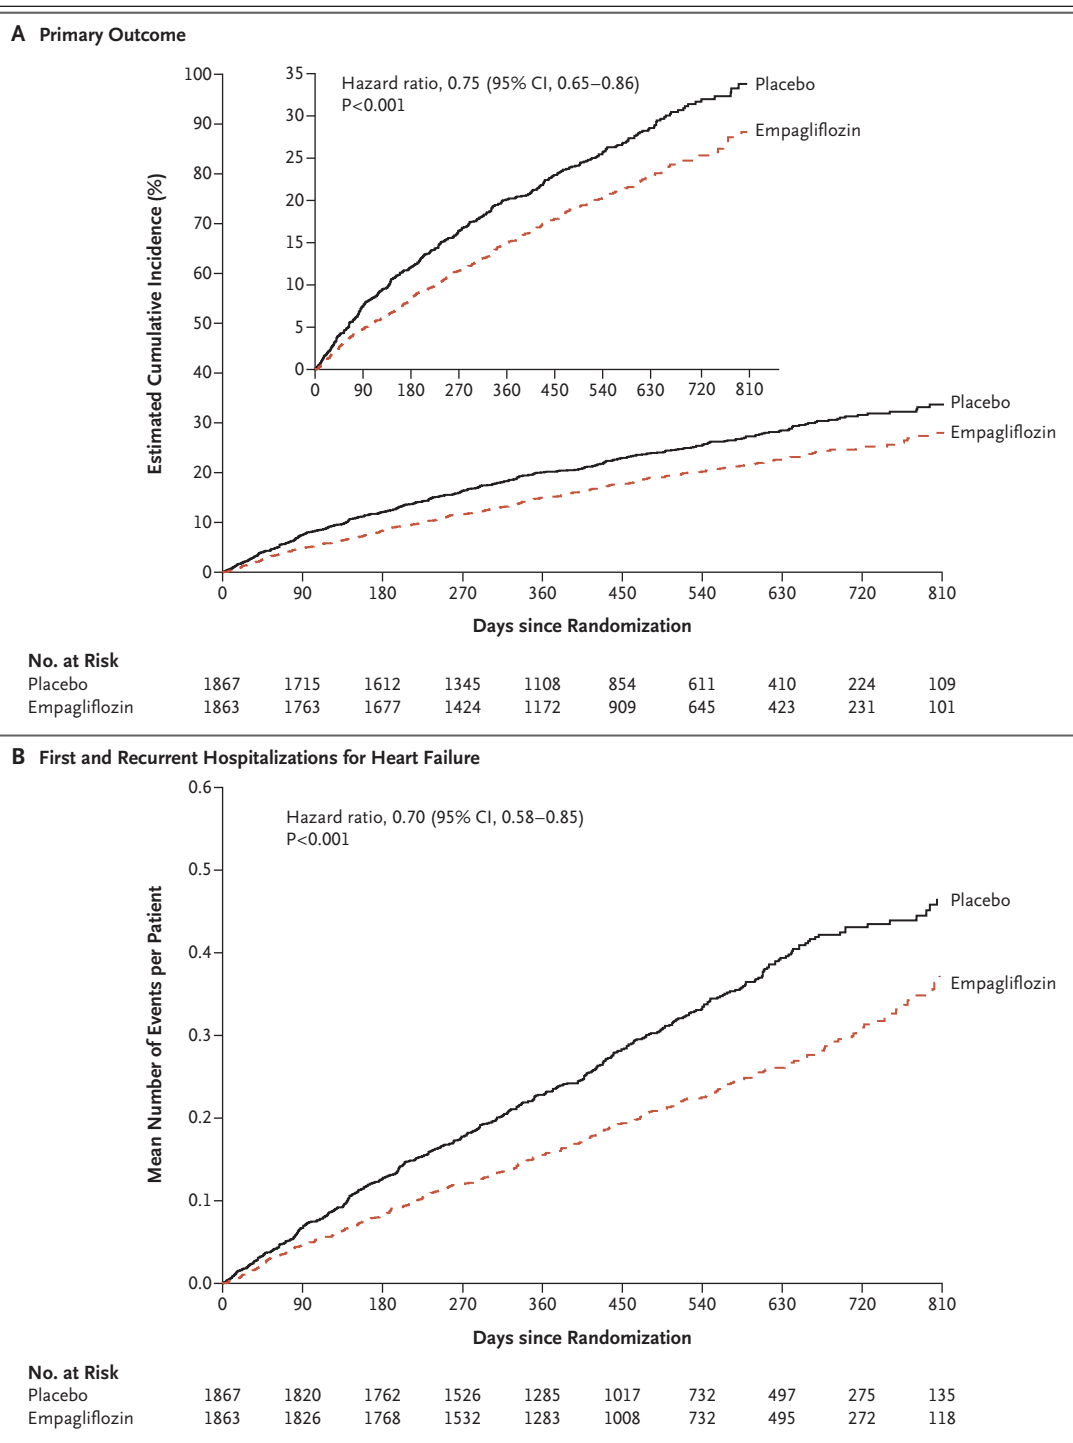 A Primary Outcome
Estimated Cumulative Incidence (%)
100
90
80
70
60
50
40
30
20
10
0
35
30
25
20
15
10
5
0
Hazard ratio, 0.75 (95% CI, 0.65–0.86)
P<0.001
Placebo
Empagliflozin
0 90 180 270 360 450 540 630 720 810
Placebo
Empagliflozin
0 90 180 270 360 450 540 630 720 810
Days since Randomization
No. at Risk
Placebo 1867 1715 1612 1345 1108 854 611 410 224 109
Empagliflozin 1863 1763 1677 1424 1172 909 645 423 231 101
B First and Recurrent Hospitalizations for Heart Failure
Mean Number of Events per Patient
0.6
0.5
0.4
0.3
0.2
0.1
0.0
Hazard ratio, 0.70 (95% CI, 0.58–0.85)
P<0.001
Placebo
Empagliflozin
0 90 180 270 360 450 540 630 720 810
Days since Randomization
No. at Risk
Placebo 1867 1820 1762 1526 1285 1017 732 497 275 135
Empagliflozin 1863 1826 1768 1532 1283 1008 732 495 272 118